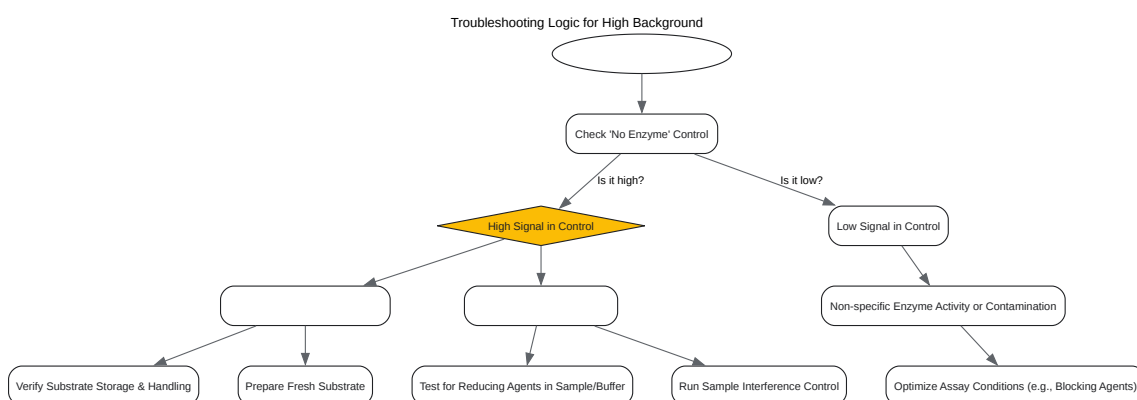 Troubleshooting Logic for High Background
Check 'No Enzyme' Control
Is it high?
Is it low?
High Signal in Control
Low Signal in Control
Non-specific Enzyme Activity or Contamination
Verify Substrate Storage & Handling
Prepare Fresh Substrate
Test for Reducing Agents in Sample/Buffer
Run Sample Interference Control
Optimize Assay Conditions (e.g., Blocking Agents)